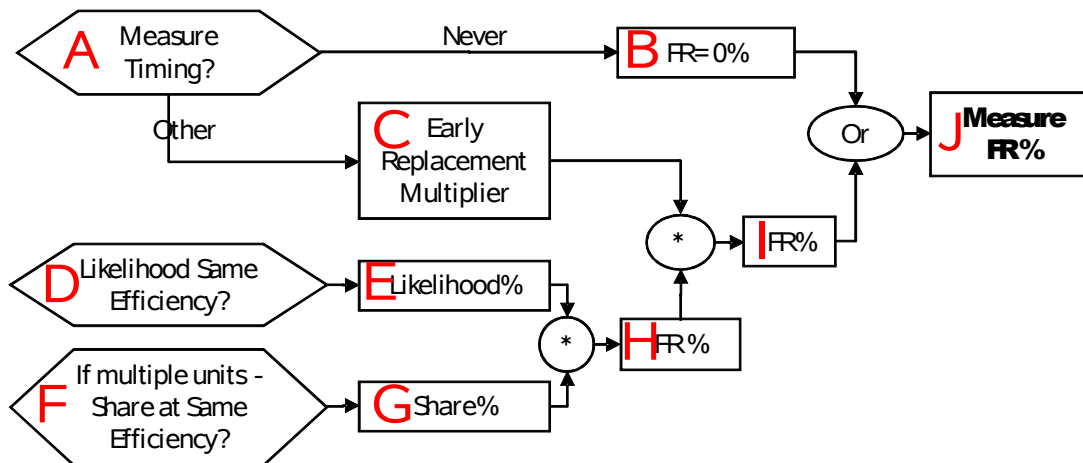 A Measure
Timing?
Never
B FR=0%
Other
C Early
Replacement
Multiplier
Or
J Measure
FR%
*
I FR%
D Likelihood Same
Efficiency?
E Likelihood%
*
H FR%
F If multiple units -
Share at Same
Efficiency?
G Share%